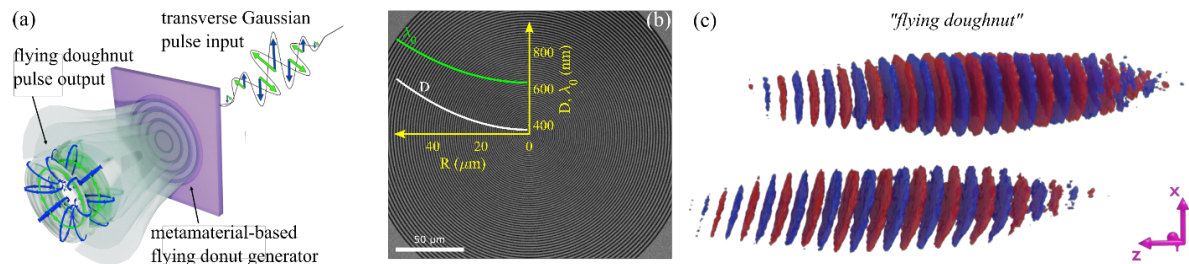 (a)
transverse Gaussian
pulse input
flying doughnut
pulse output
metamaterial-based
flying donut generator
(b)
λ₀
D
800
600
400
D, λ₀ (nm)
40
20
0
R (μm)
50 μm
(c)
"flying doughnut"
x
z